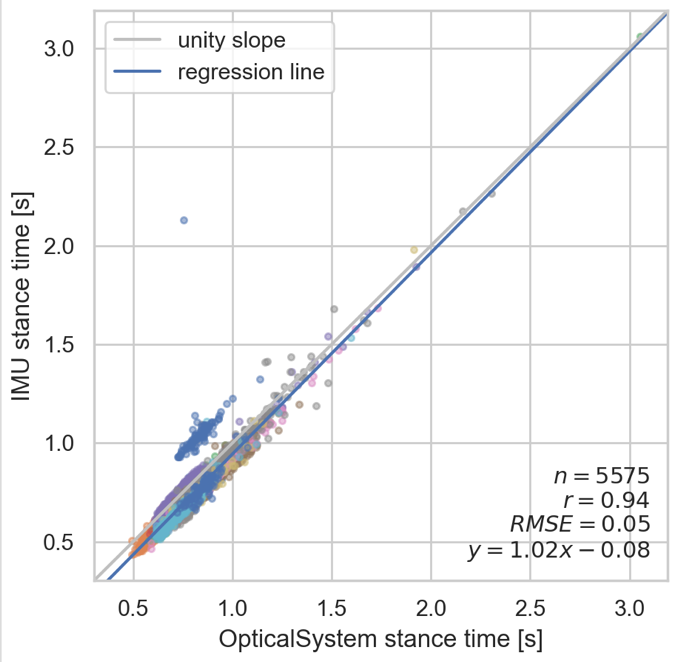 unity slope
regression line
3.0
2.5
2.0
1.5
1.0
0.5
IMU stance time [s]
n = 5575
r = 0.94
RMSE = 0.05
y = 1.02x − 0.08
0.5 1.0 1.5 2.0 2.5 3.0
OpticalSystem stance time [s]